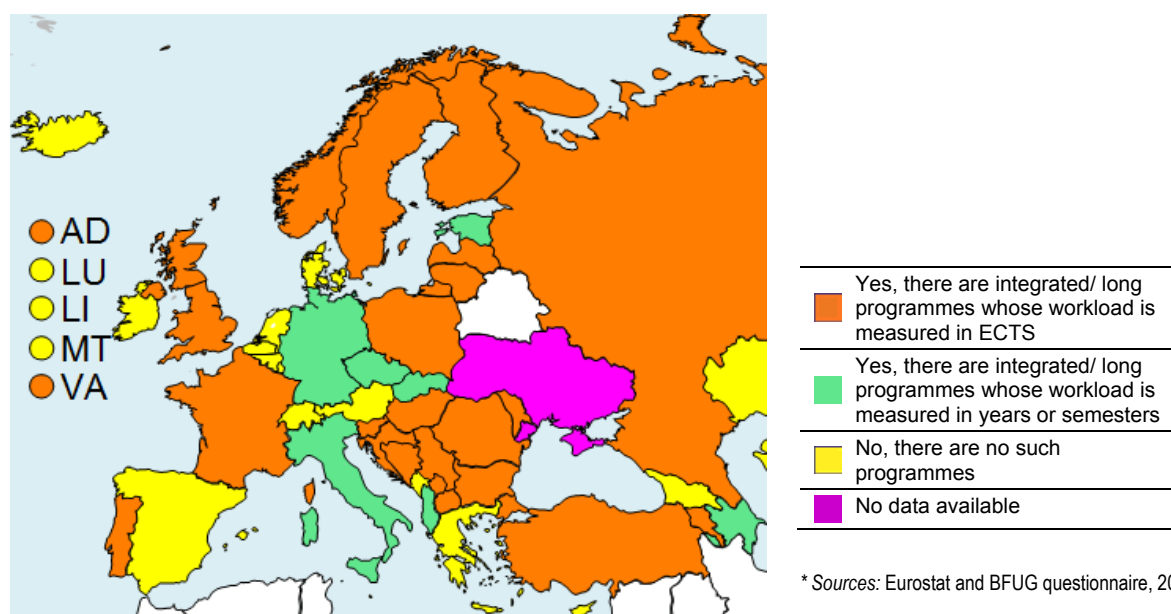 AD
LU
LI
MT
VA
Yes, there are integrated/ long
programmes whose workload is
measured in ECTS
Yes, there are integrated/ long
programmes whose workload is
measured in years or semesters
No, there are no such
programmes
No data available
* Sources: Eurostat and BFUG questionnaire, 20